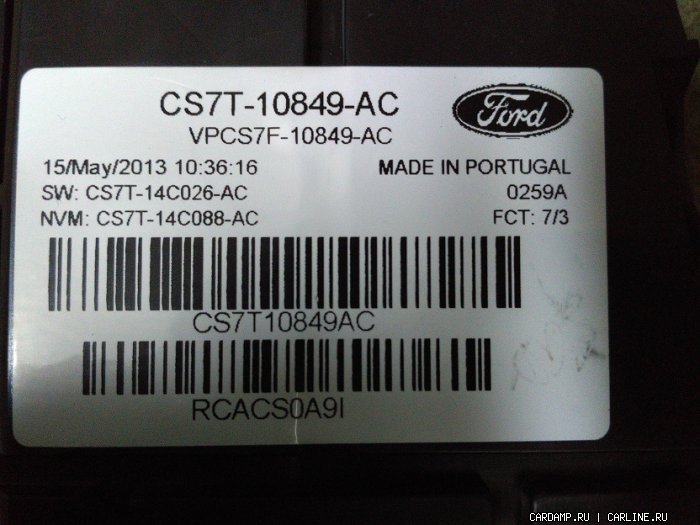 CS7T-10849-AC
Ford
VPCS7F-10849-AC
15/May/2013 10:36:16
MADE IN PORTUGAL
SW: CS7T-14C026-AC
0259A
NVM: CS7T-14C088-AC
FCT: 7/3
CS7T10849AC
RCACS0A9I
CARDAMP.RU | CARLINE.RU